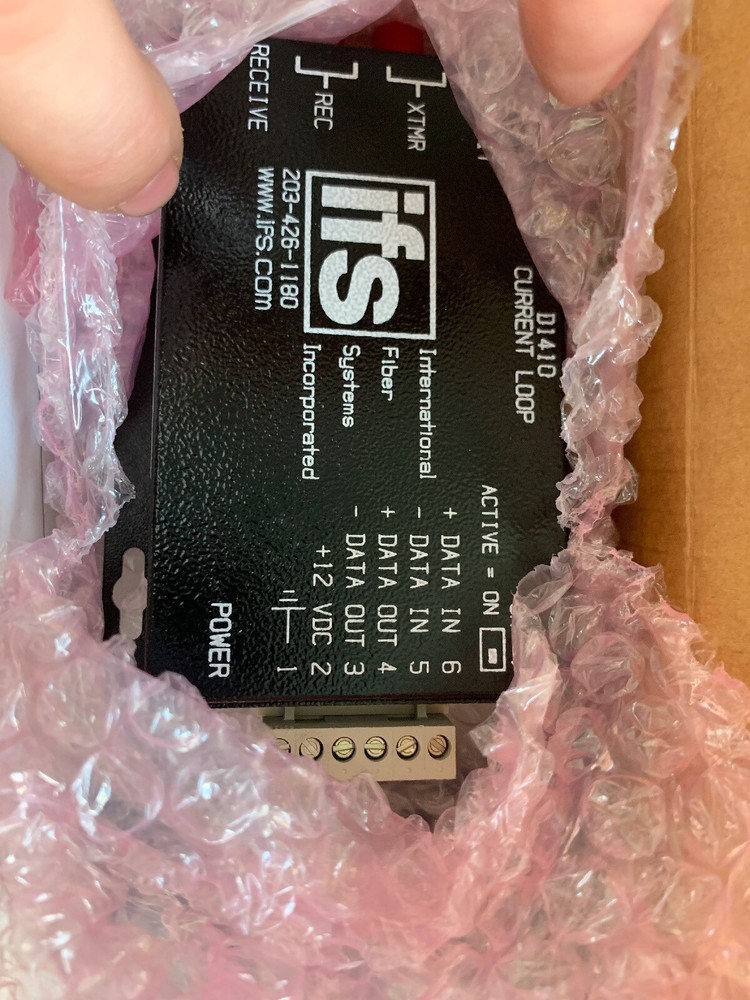 D1410
CURRENT LOOP
ACTIVE = ON
XTMR
REC
RECEIVE
ifs
International
Fiber
Systems
Incorporated
203-426-1180
www.ifs.com
+ DATA IN 6
- DATA IN 5
+ DATA OUT 4
- DATA OUT 3
+12 VDC 2
1
POWER